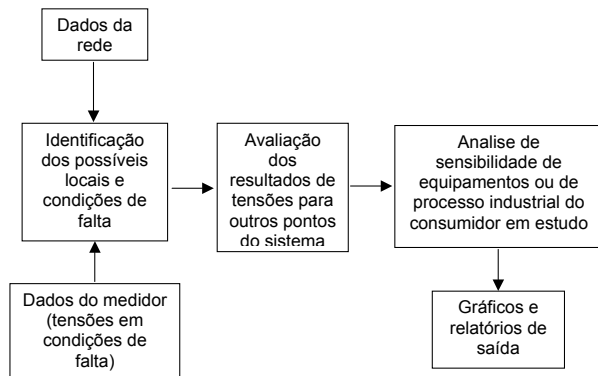 Dados da
rede
Identificação
dos possíveis
locais e
condições de
falta
Avaliação
dos
resultados de
tensões para
outros pontos
do sistema
Analise de
sensibilidade de
equipamentos ou de
processo industrial do
consumidor em estudo
Dados do medidor
(tensões em
condições de
falta)
Gráficos e
relatórios de
saída